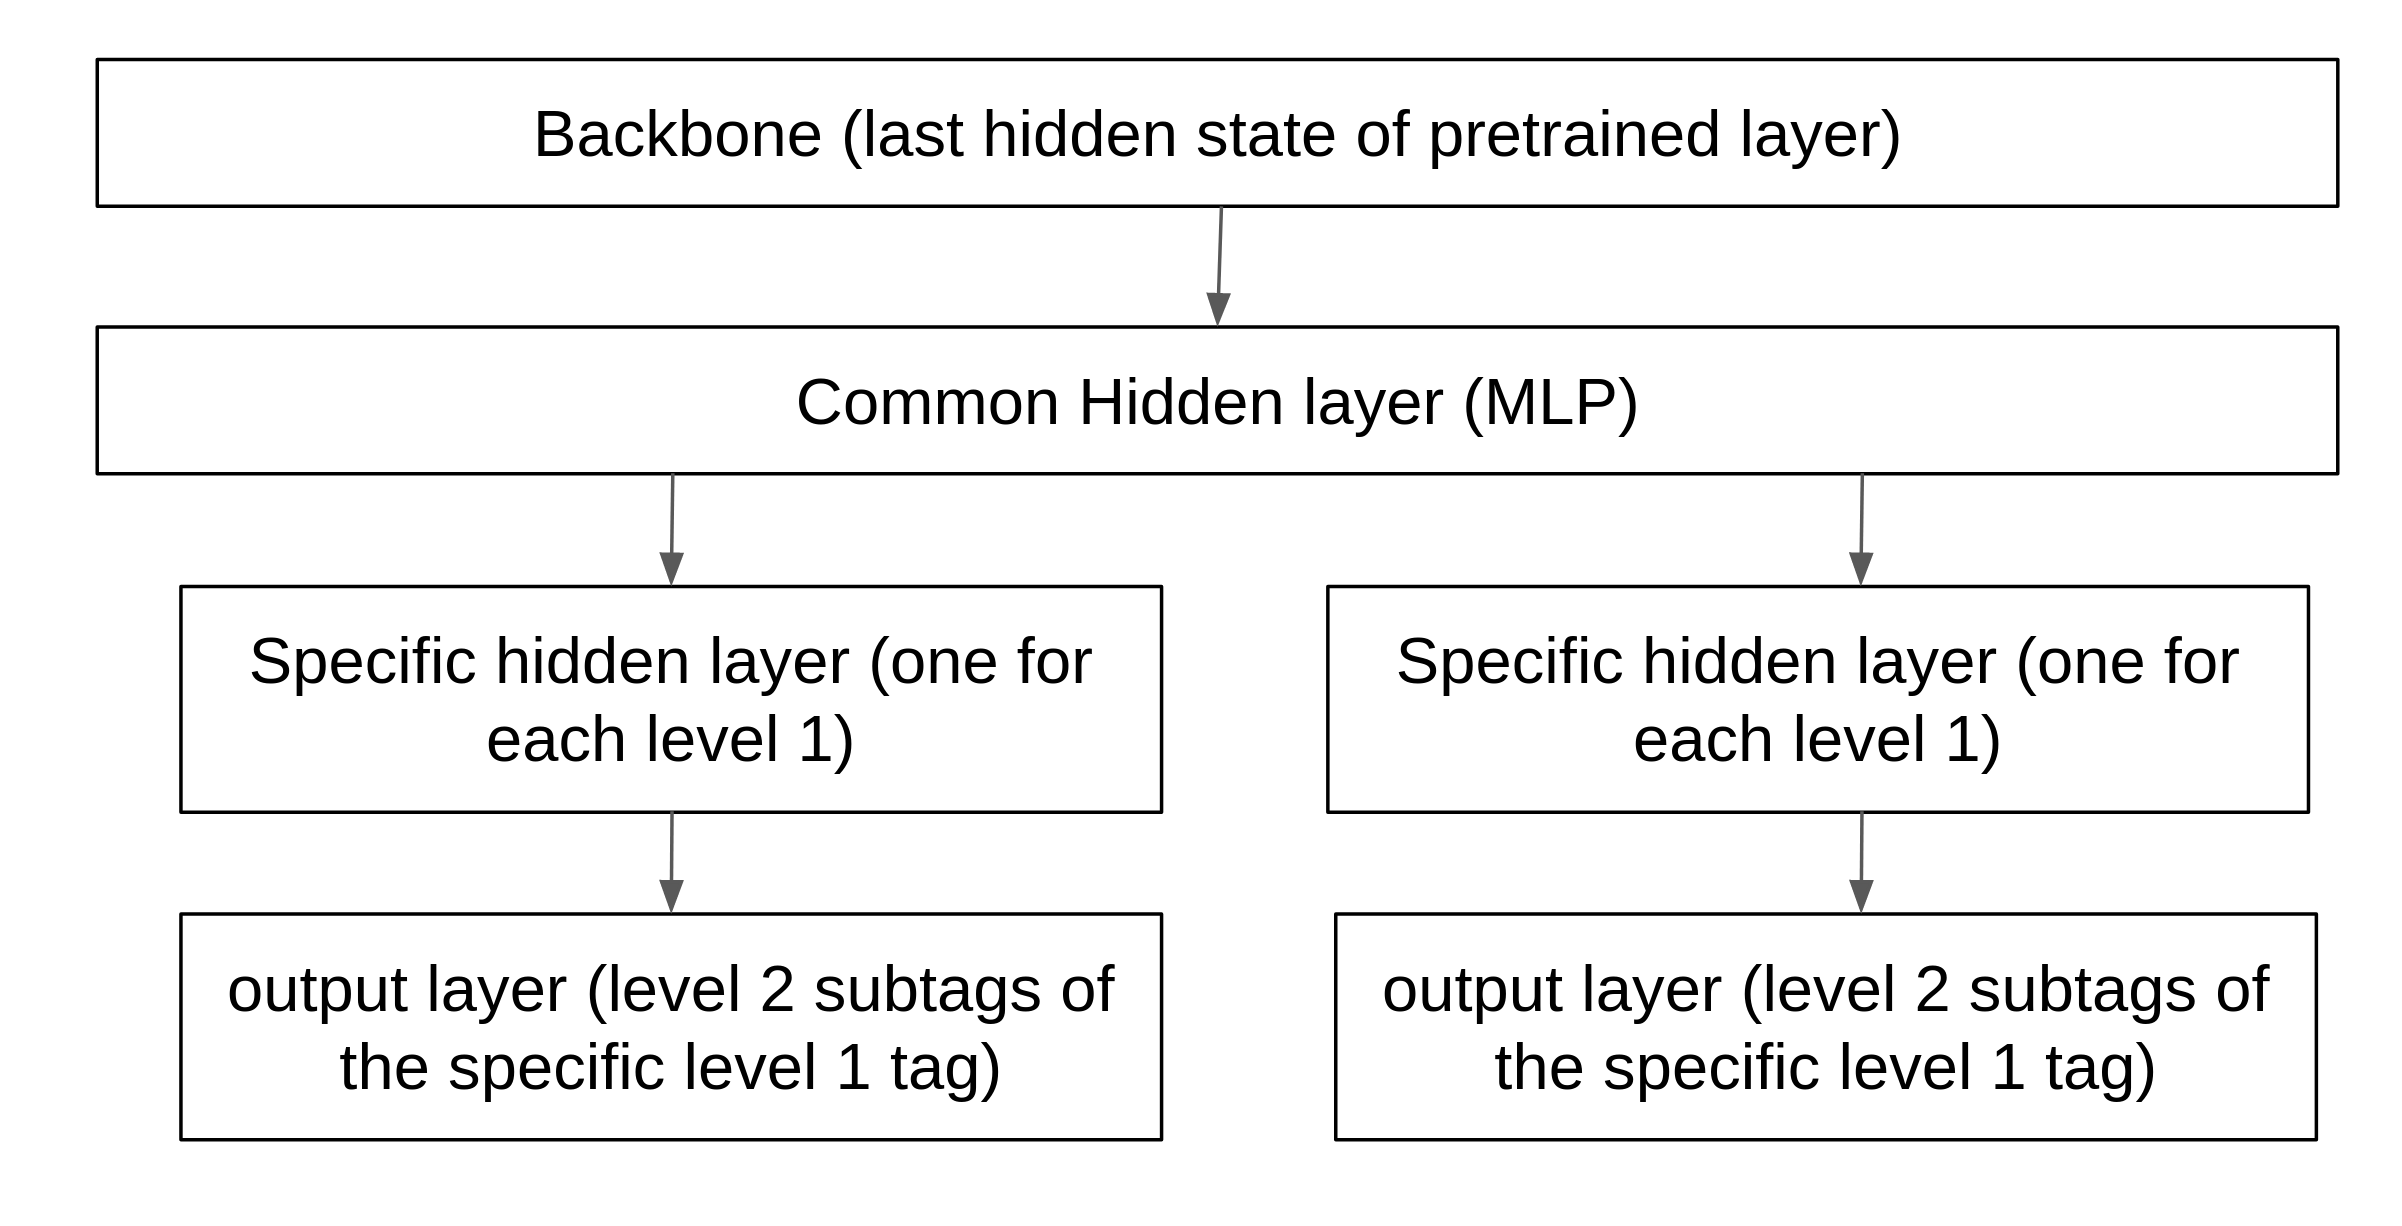 Backbone (last hidden state of pretrained layer)
Common Hidden layer (MLP)
Specific hidden layer (one for
each level 1)
Specific hidden layer (one for
each level 1)
output layer (level 2 subtags of
the specific level 1 tag)
output layer (level 2 subtags of
the specific level 1 tag)